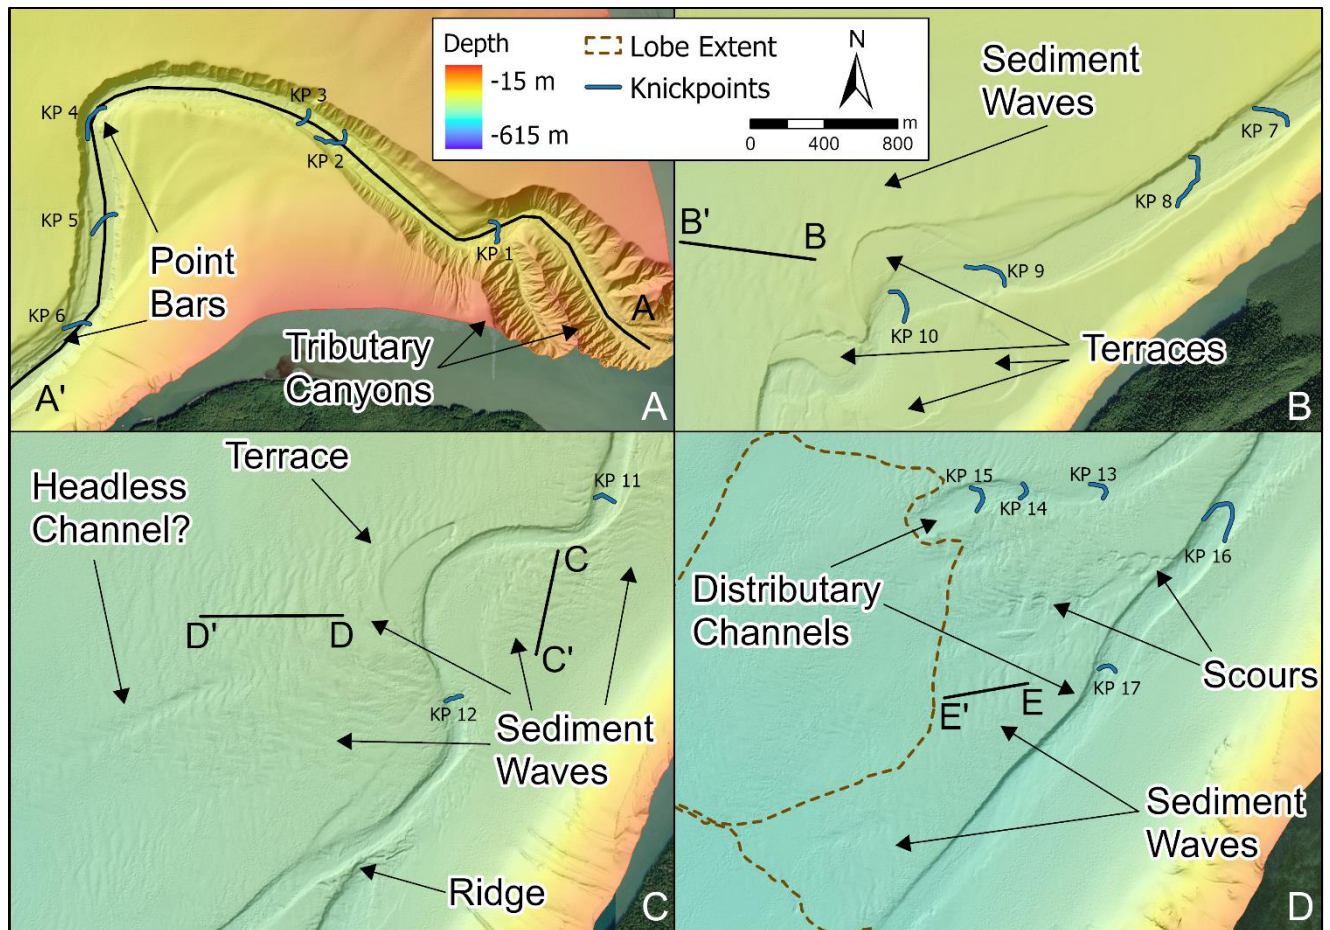 Depth
-15 m
-615 m
Lobe Extent
Knickpoints
N
m
0 400 800
KP 4
KP 3
KP 2
KP 5
KP 1
Point
Bars
KP 6
A
Tributary
Canyons
A'
A
Sediment
Waves
KP 7
KP 8
B'
B
KP 9
KP 10
Terraces
B
Terrace
Headless
Channel?
KP 11
C
D'
D
C'
KP 12
Sediment
Waves
Ridge
C
KP 15
KP 13
KP 14
KP 16
Distributary
Channels
Scours
KP 17
E'
E
Sediment
Waves
D